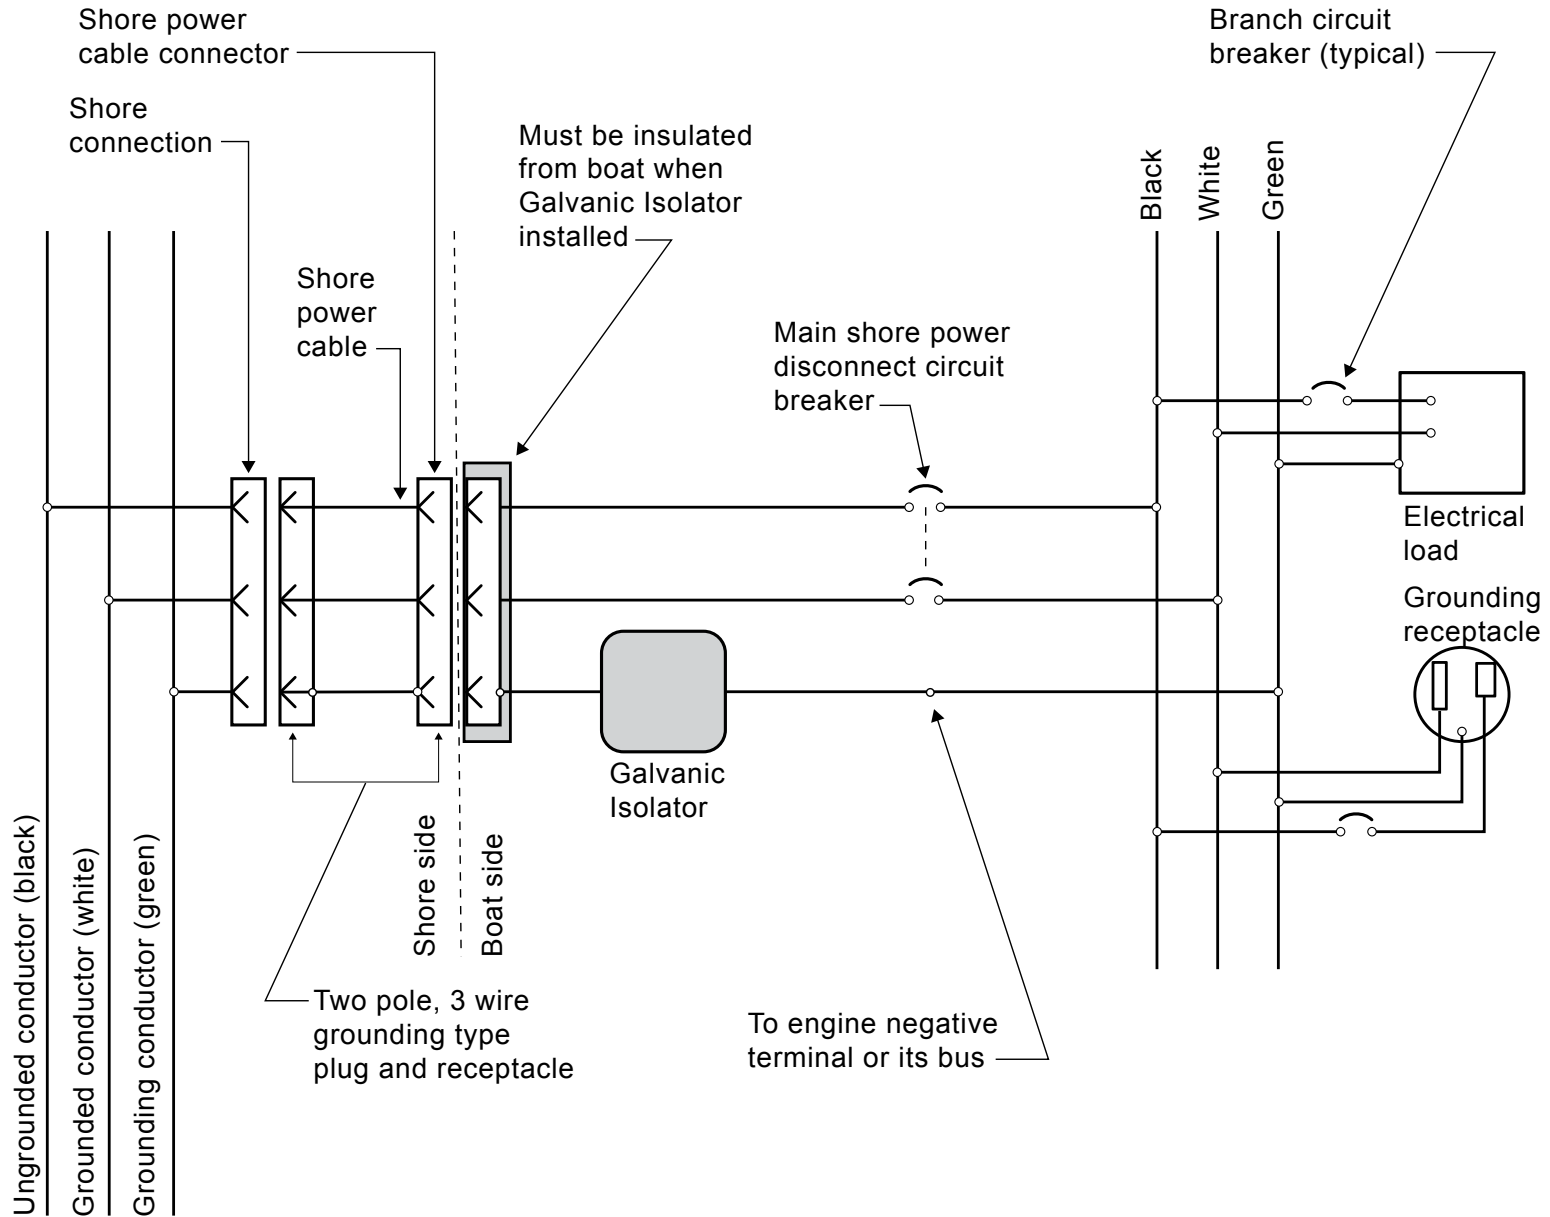 Shore power
cable connector
Branch circuit
breaker (typical)
Shore
connection
Must be insulated
from boat when
Galvanic Isolator
installed
Black
White
Green
Shore
power
cable
Main shore power
disconnect circuit
breaker
Electrical
load
Grounding
receptacle
Galvanic
Isolator
Ungrounded conductor (black)
Grounded conductor (white)
Grounding conductor (green)
Shore side
Boat side
Two pole, 3 wire
grounding type
plug and receptacle
To engine negative
terminal or its bus